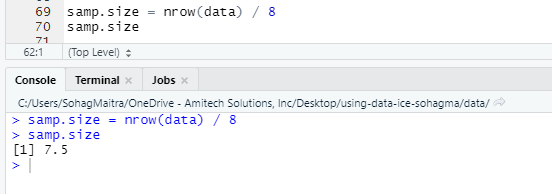 69 samp.size = nrow(data) / 8
70 samp.size
71
62:1 (Top Level)
Console Terminal Jobs
C:/Users/SohagMaitra/OneDrive - Amitech Solutions, Inc/Desktop/using-data-ice-sohagma/data/
> samp.size = nrow(data) / 8
> samp.size
[1] 7.5
>